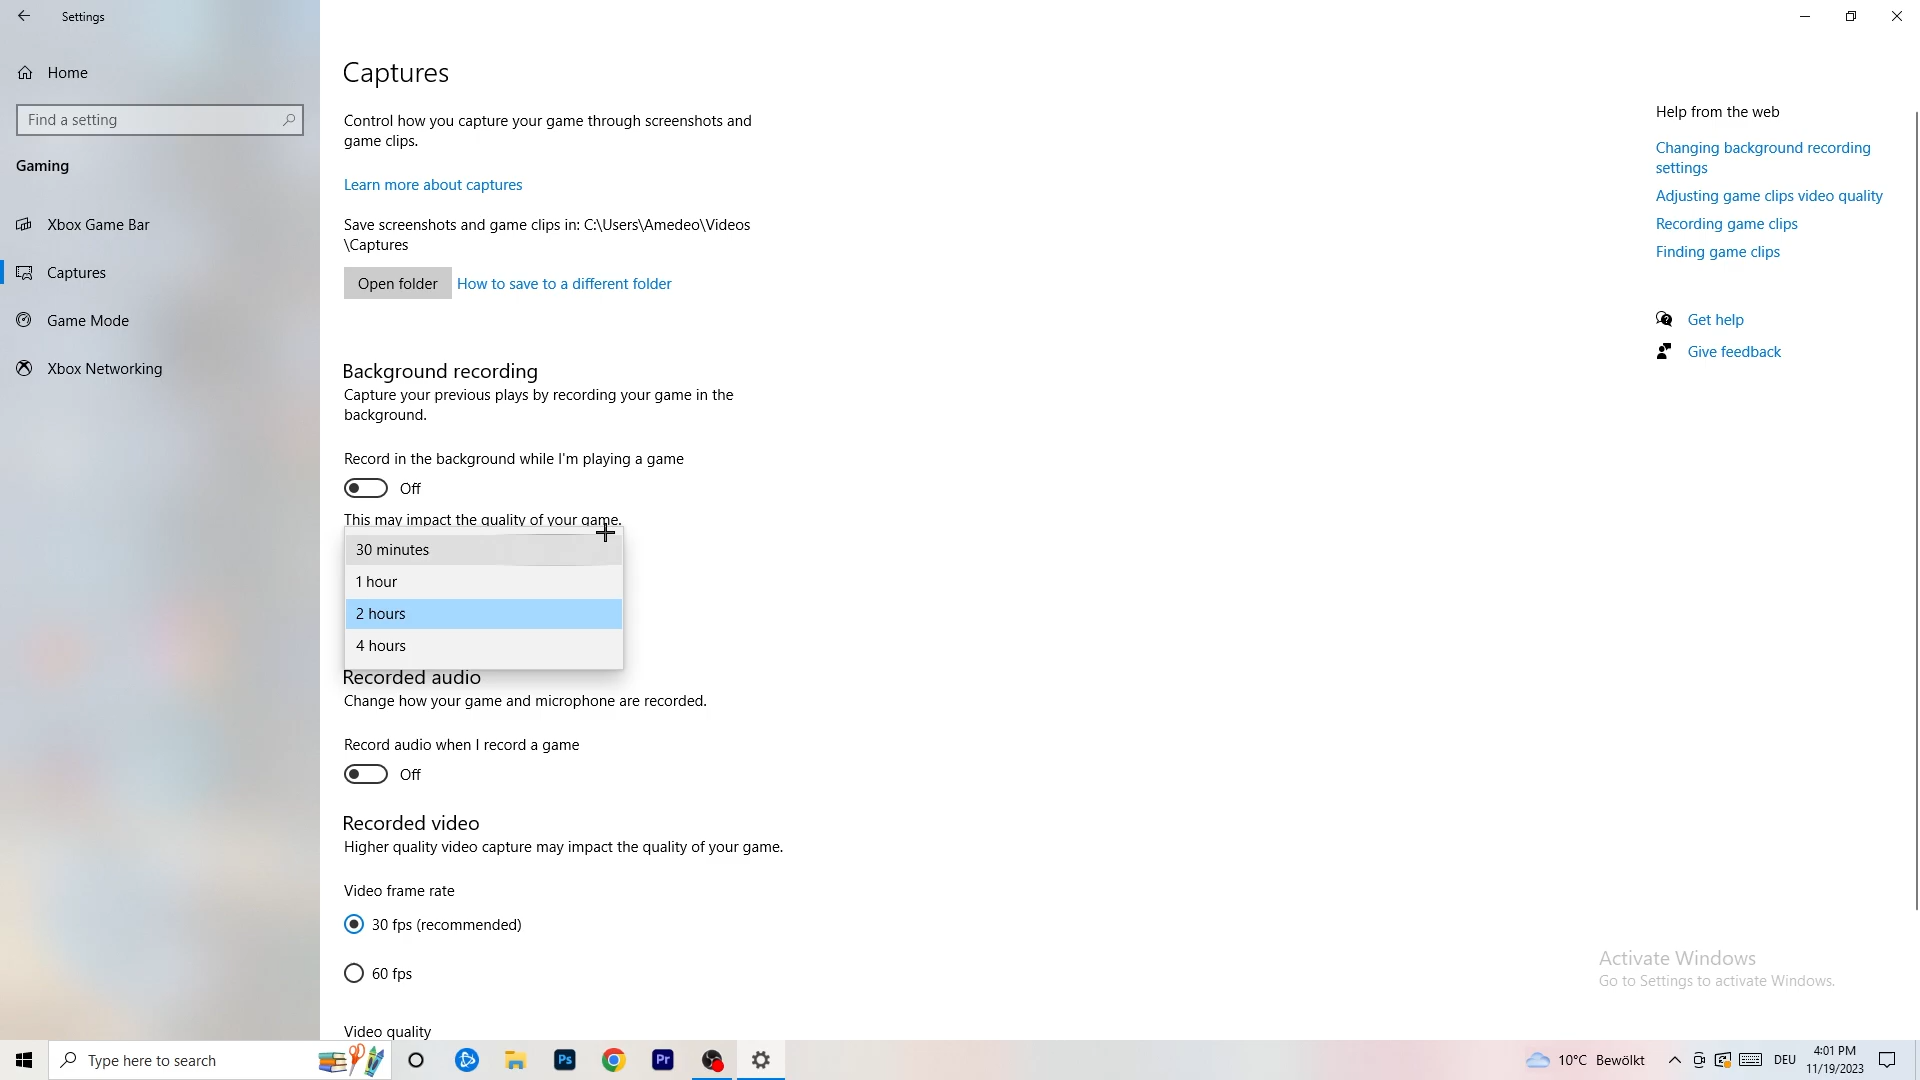 Settings
Home
Find a setting
Gaming
Xbox Game Bar
Captures
Game Mode
Xbox Networking
Captures
Control how you capture your game through screenshots and
game clips.
Learn more about captures
Save screenshots and game clips in: C:\Users\Amedeo\Videos
\Captures
Open folder
How to save to a different folder
Background recording
Capture your previous plays by recording your game in the
background.
Record in the background while I'm playing a game
Off
This may impact the quality of your game.
30 minutes
1 hour
2 hours
4 hours
Recorded audio
Change how your game and microphone are recorded.
Record audio when I record a game
Off
Recorded video
Higher quality video capture may impact the quality of your game.
Video frame rate
30 fps (recommended)
60 fps
Video quality
Help from the web
Changing background recording
settings
Adjusting game clips video quality
Recording game clips
Finding game clips
Get help
Give feedback
Activate Windows
Go to Settings to activate Windows.
Type here to search
Ps
Pr
10°C Bewölkt
DEU
4:01 PM
11/19/2023